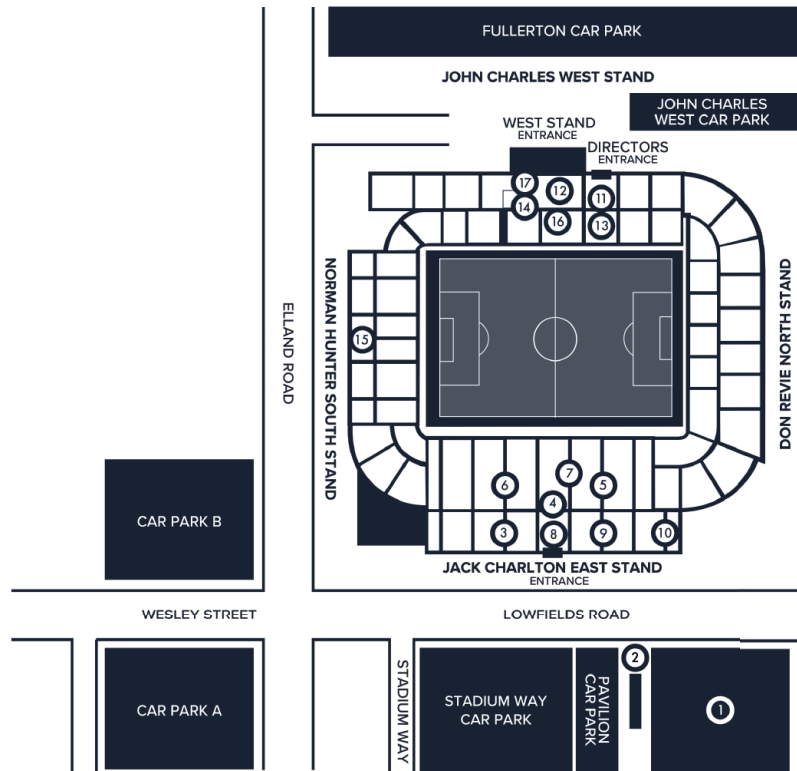 FULLERTON CAR PARK
JOHN CHARLES WEST STAND
JOHN CHARLES
WEST CAR PARK
WEST STAND
ENTRANCE
DIRECTORS
ENTRANCE
17
12
11
14
16
13
NORMAN HUNTER SOUTH STAND
ELLAND ROAD
15
DON REVIE NORTH STAND
7
6
5
4
3
8
9
10
CAR PARK B
JACK CHARLTON EAST STAND
ENTRANCE
WESLEY STREET
LOWFIELDS ROAD
CAR PARK A
STADIUM WAY
STADIUM WAY
CAR PARK
PAVILION
CAR PARK
2
1